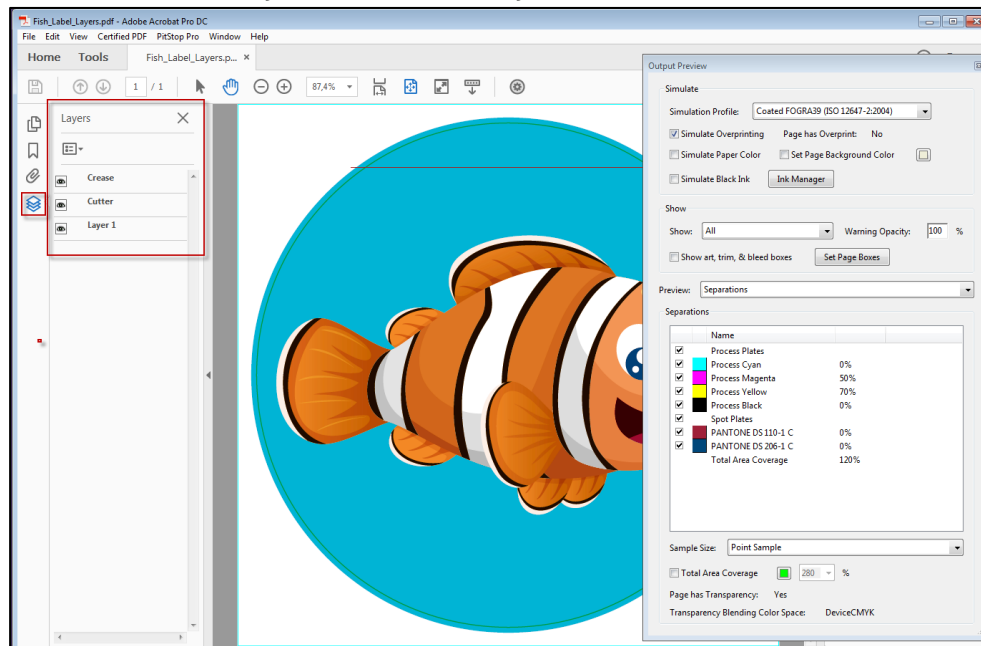 Fish_Label_Layers.pdf - Adobe Acrobat Pro DC
File Edit View Certified PDF PitStop Pro Window Help
Home Tools Fish_Label_Layers.p... ×
1 / 1 87,4%
Layers
Crease
Cutter
Layer 1
Output Preview
Simulate
Simulation Profile: Coated FOGRA39 (ISO 12647-2:2004)
Simulate Overprinting Page has Overprint: No
Simulate Paper Color Set Page Background Color
Simulate Black Ink Ink Manager
Show
Show: All Warning Opacity: 100 %
Show art, trim, & bleed boxes Set Page Boxes
Preview: Separations
Separations
Name
Process Plates
Process Cyan 0%
Process Magenta 50%
Process Yellow 70%
Process Black 0%
Spot Plates
PANTONE DS 110-1 C 0%
PANTONE DS 206-1 C 0%
Total Area Coverage 120%
Sample Size: Point Sample
Total Area Coverage 280 %
Page has Transparency: Yes
Transparency Blending Color Space: DeviceCMYK